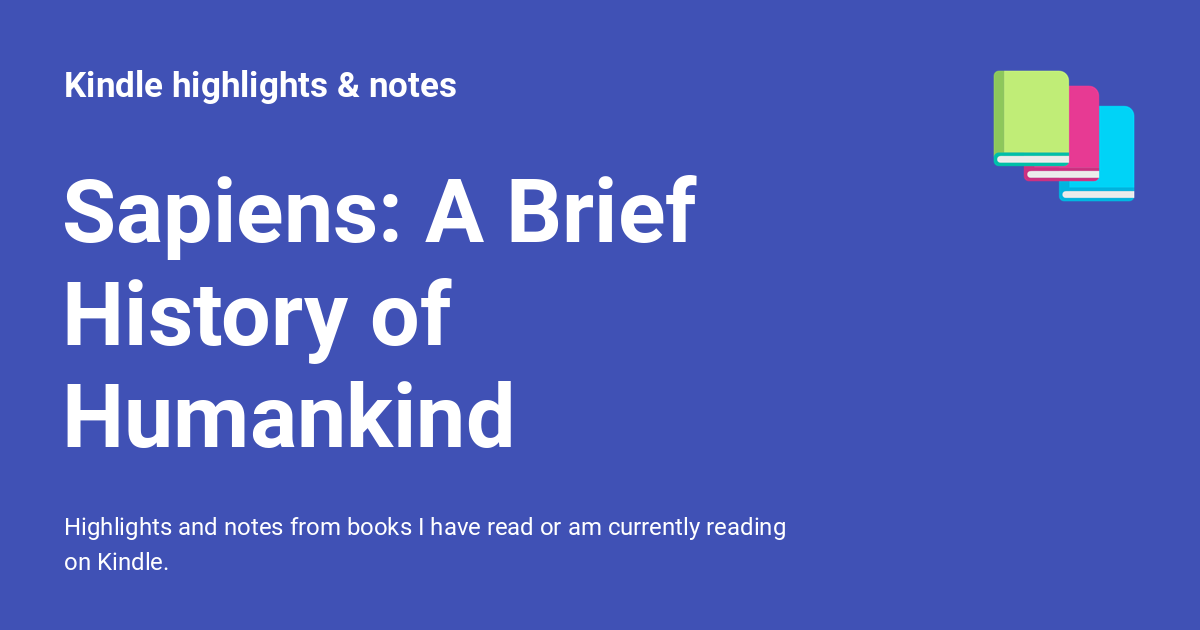 Kindle highlights & notes
Sapiens: A Brief
History of
Humankind
Highlights and notes from books I have read or am currently reading
on Kindle.